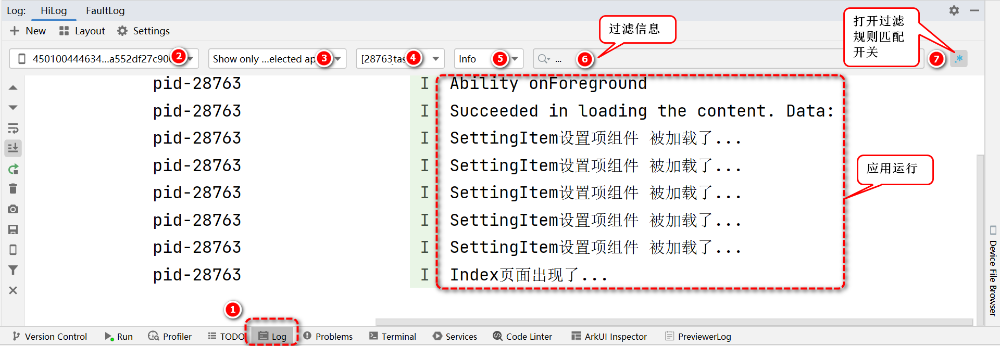 Log: HiLog FaultLog
New Layout Settings
过滤信息
打开过滤
规则匹配
开关
450100444634...a552df27c90 2 Show only ...elected ap 3 [28763 4 Info 5 ... 6 7
pid-28763 I Ability onForeground
pid-28763 I Succeeded in loading the content. Data:
pid-28763 I SettingItem设置项组件 被加载了...
pid-28763 I SettingItem设置项组件 被加载了...
应用运行
pid-28763 I SettingItem设置项组件 被加载了...
pid-28763 I SettingItem设置项组件 被加载了...
pid-28763 I SettingItem设置项组件 被加载了...
pid-28763 I Index页面出现了...
Device File Browser
1
Version Control Run Profiler TODO Log Problems Terminal Services Code Linter ArkUI Inspector PreviewerLog